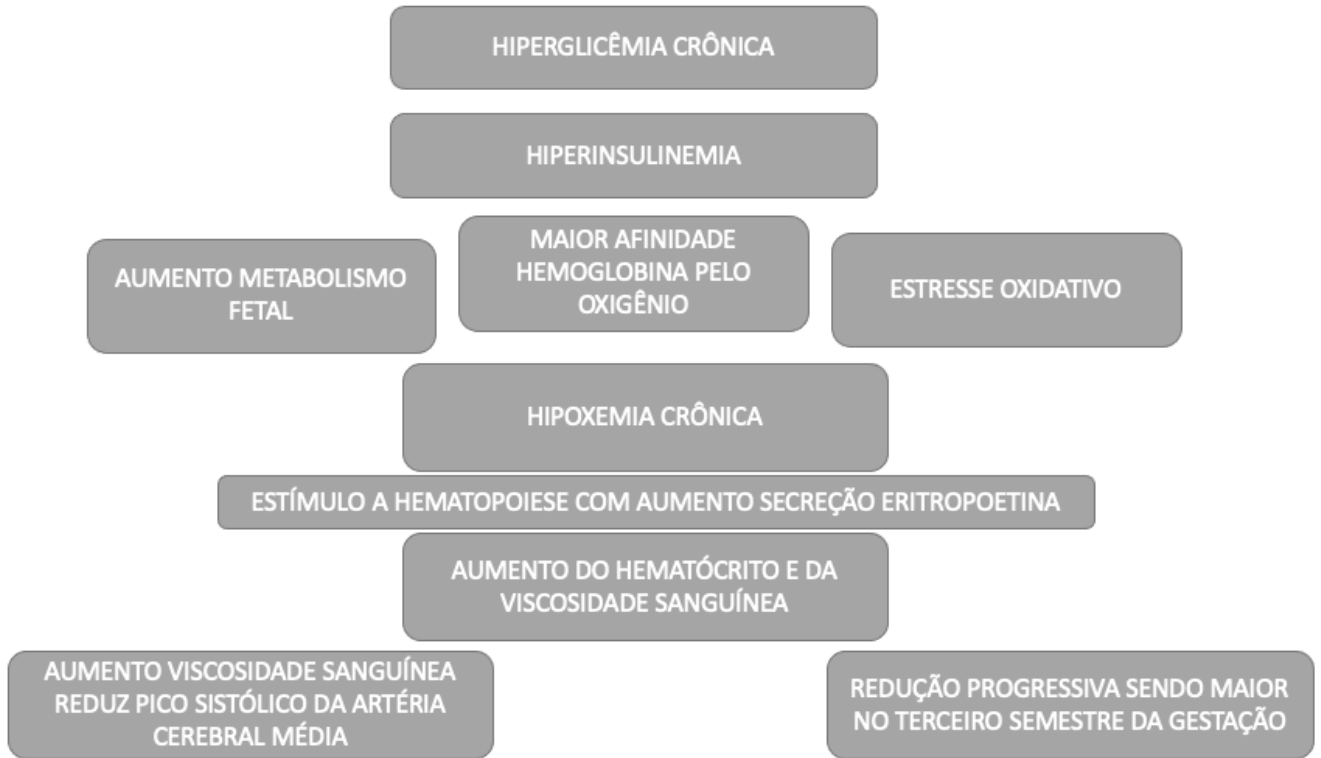 HIPERGLICÊMIA CRÔNICA
HIPERINSULINEMIA
AUMENTO METABOLISMO
FETAL
MAIOR AFINIDADE
HEMOGLOBINA PELO
OXIGÊNIO
ESTRESSE OXIDATIVO
HIPOXEMIA CRÔNICA
ESTÍMULO A HEMATOPOIESE COM AUMENTO SECREÇÃO ERITROPOETINA
AUMENTO DO HEMATÓCRITO E DA
VISCOSIDADE SANGUÍNEA
AUMENTO VISCOSIDADE SANGUÍNEA
REDUZ PICO SISTÓLICO DA ARTÉRIA
CEREBRAL MÉDIA
REDUÇÃO PROGRESSIVA SENDO MAIOR
NO TERCEIRO SEMESTRE DA GESTAÇÃO